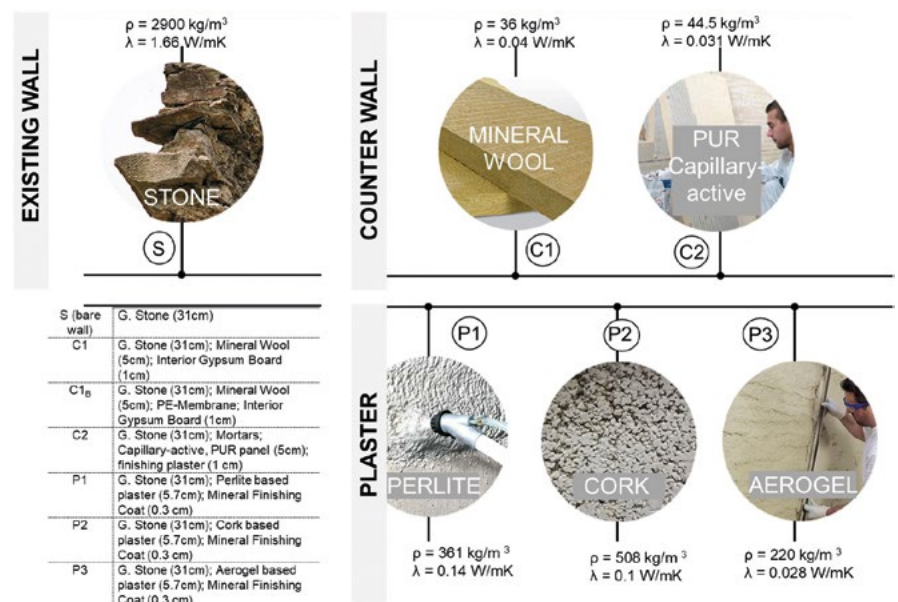 EXISTING WALL
ρ = 2900 kg/m³
λ = 1.66 W/mK
STONE
S
COUNTER WALL
ρ = 36 kg/m³
λ = 0.04 W/mK
MINERAL
WOOL
C1
ρ = 44.5 kg/m³
λ = 0.031 W/mK
PUR
Capillary-
active
C2
S (bare
wall)
G. Stone (31cm)
C1
G. Stone (31cm); Mineral Wool
(5cm); Interior Gypsum Board
(1cm)
C1B
G. Stone (31cm); Mineral Wool
(5cm); PE-Membrane; Interior
Gypsum Board (1cm)
C2
G. Stone (31cm); Mortars;
Capillary-active, PUR panel (5cm);
finishing plaster (1 cm)
P1
G. Stone (31cm); Perlite based
plaster (5.7cm); Mineral Finishing
Coat (0.3 cm)
P2
G. Stone (31cm); Cork based
plaster (5.7cm); Mineral Finishing
Coat (0.3 cm)
P3
G. Stone (31cm); Aerogel based
plaster (5.7cm); Mineral Finishing
Coat (0.3 cm)
PLASTER
P1
PERLITE
ρ = 361 kg/m³
λ = 0.14 W/mK
P2
CORK
ρ = 508 kg/m³
λ = 0.1 W/mK
P3
AEROGEL
ρ = 220 kg/m³
λ = 0.028 W/mK